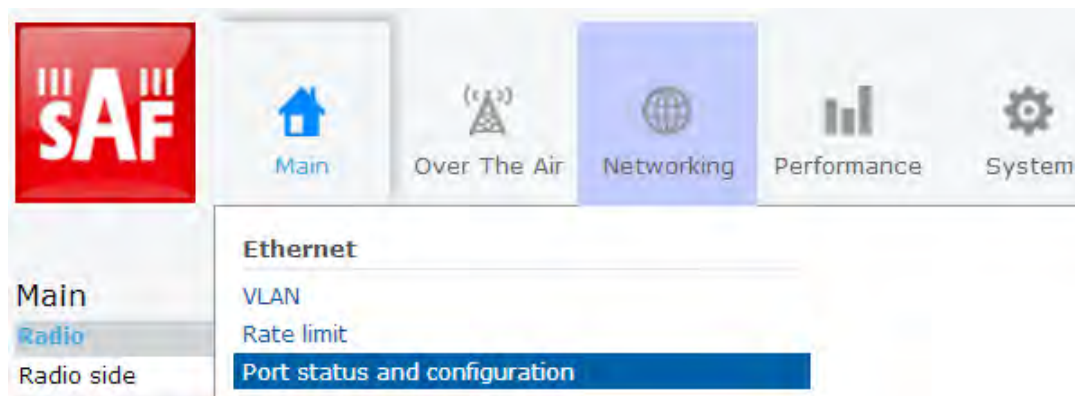 SAF
Main
Over The Air
Networking
Performance
System
Ethernet
VLAN
Rate limit
Port status and configuration
Main
Radio
Radio side